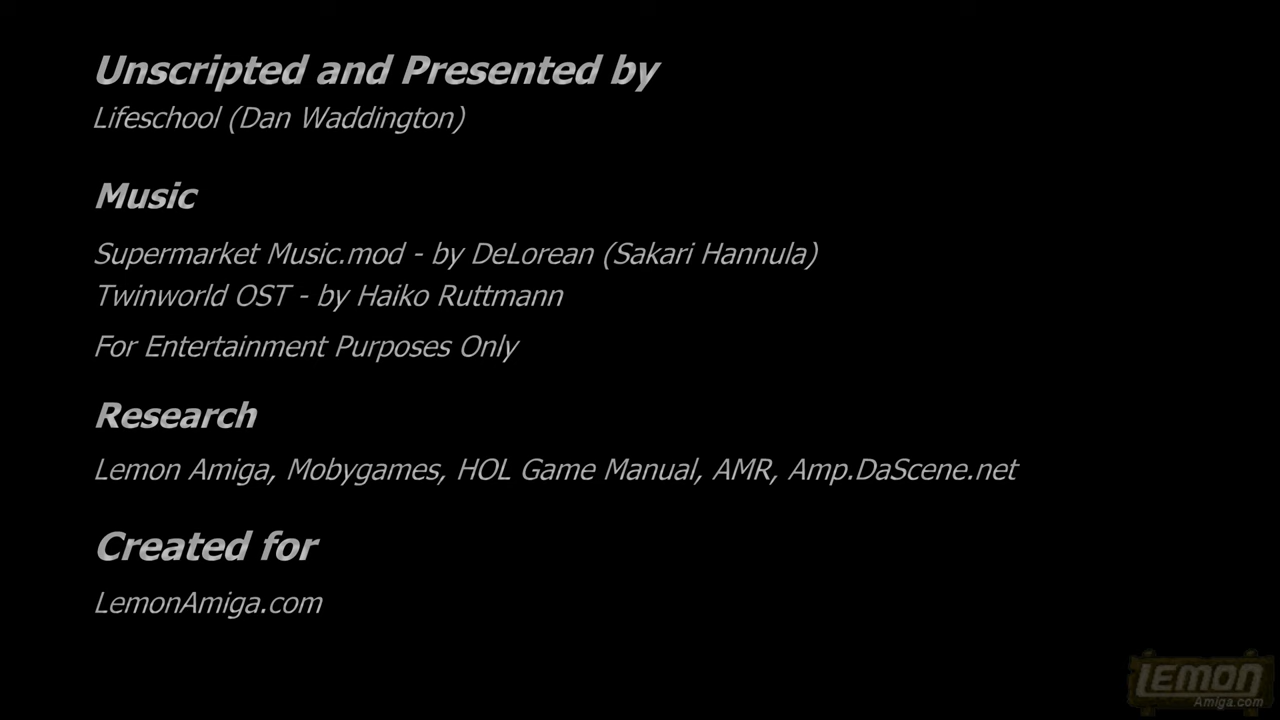 Unscripted and Presented by
Lifeschool (Dan Waddington)
Music
Supermarket Music.mod - by DeLorean (Sakari Hannula)
Twinworld OST - by Haiko Ruttmann
For Entertainment Purposes Only
Research
Lemon Amiga, Mobygames, HOL Game Manual, AMR, Amp.DaScene.net
Created for
LemonAmiga.com
LEMON
Amiga.com